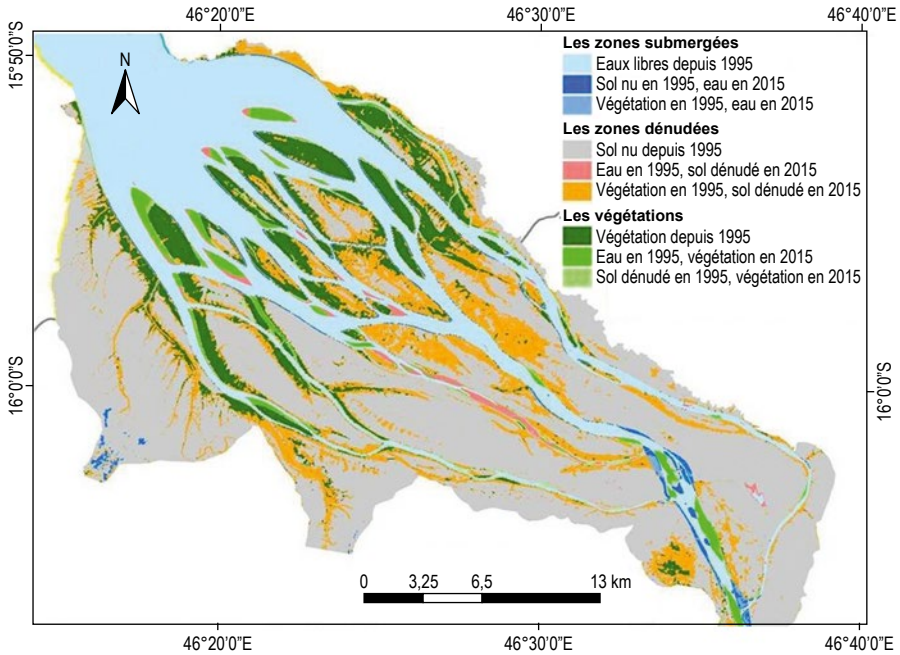 46°20'0"E 46°30'0"E 46°40'0"E
15°50'0"S
N
Les zones submergées
Eaux libres depuis 1995
Sol nu en 1995, eau en 2015
Végétation en 1995, eau en 2015
Les zones dénudées
Sol nu depuis 1995
Eau en 1995, sol dénudé en 2015
Végétation en 1995, sol dénudé en 2015
Les végétations
Végétation depuis 1995
Eau en 1995, végétation en 2015
Sol dénudé en 1995, végétation en 2015
16°0'0"S 16°0'0"S
0 3,25 6,5 13 km
46°20'0"E 46°30'0"E 46°40'0"E